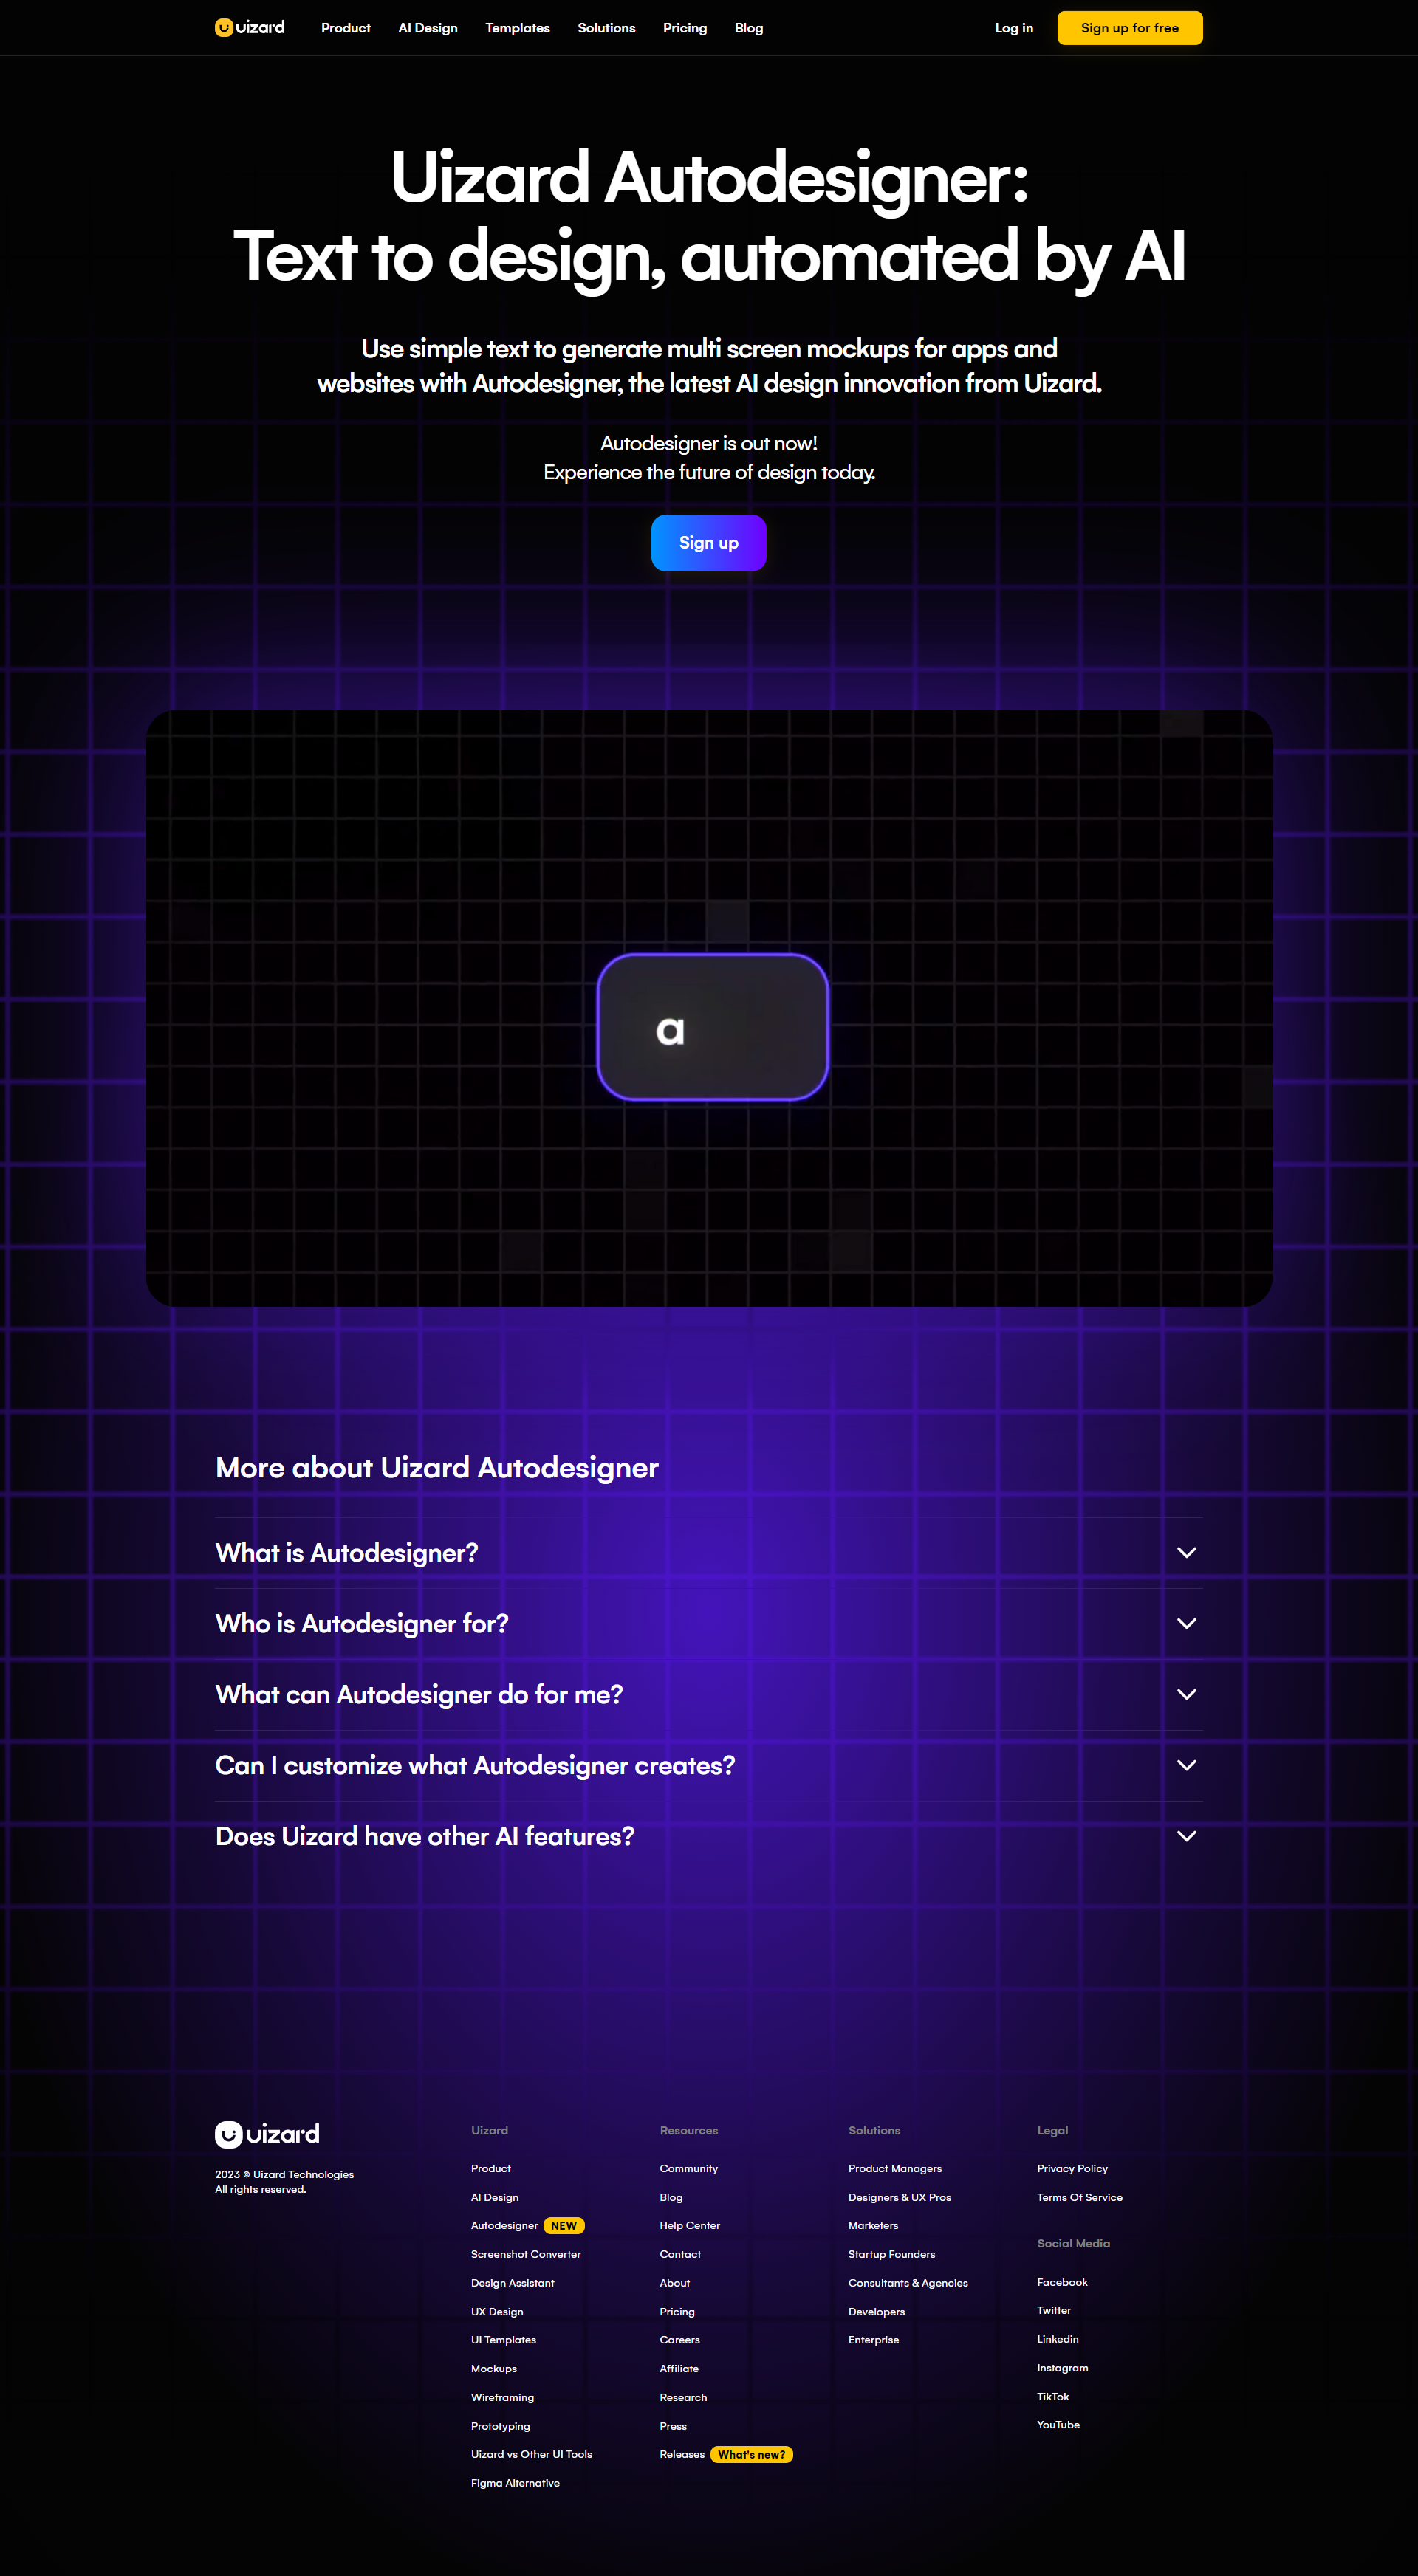 uizard
Product
AI Design
Templates
Solutions
Pricing
Blog
Log in
Sign up for free
Uizard Autodesigner:
Text to design, automated by AI
Use simple text to generate multi screen mockups for apps and
websites with Autodesigner, the latest AI design innovation from Uizard.
Autodesigner is out now!
Experience the future of design today.
Sign up
a
More about Uizard Autodesigner
What is Autodesigner?
Who is Autodesigner for?
What can Autodesigner do for me?
Can I customize what Autodesigner creates?
Does Uizard have other AI features?
uizard
2023 © Uizard Technologies
All rights reserved.
Uizard
Product
AI Design
Autodesigner NEW
Screenshot Converter
Design Assistant
UX Design
UI Templates
Mockups
Wireframing
Prototyping
Uizard vs Other UI Tools
Figma Alternative
Resources
Community
Blog
Help Center
Contact
About
Pricing
Careers
Affiliate
Research
Press
Releases What's new?
Solutions
Product Managers
Designers & UX Pros
Marketers
Startup Founders
Consultants & Agencies
Developers
Enterprise
Legal
Privacy Policy
Terms Of Service
Social Media
Facebook
Twitter
Linkedin
Instagram
TikTok
YouTube